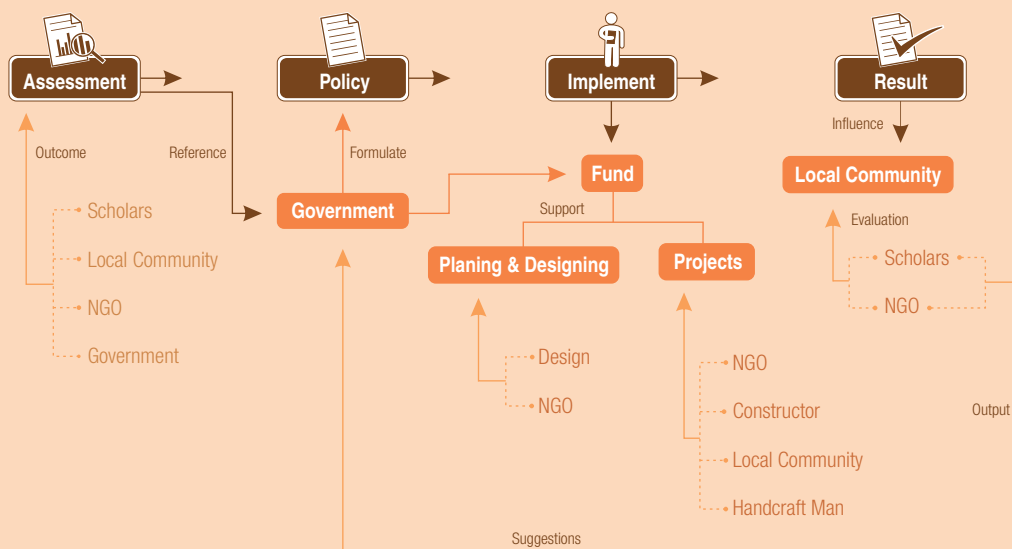 Assessment
Policy
Implement
Result
Outcome
Reference
Formulate
Influence
Fund
Local Community
Government
Support
Evaluation
Scholars
Local Community
NGO
Government
Planing & Designing
Projects
Scholars
NGO
Design
NGO
NGO
Constructor
Local Community
Handcraft Man
Output
Suggestions